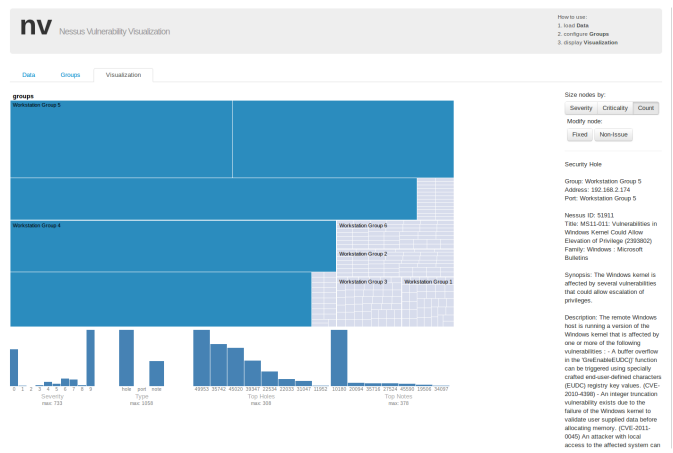 nv Nessus Vulnerability Visualization
How to use:
1. load Data
2. configure Groups
3. display Visualization
Data Groups Visualization
groups
Workstation Group 5
Workstation Group 4
Workstation Group 6
Workstation Group 2
Workstation Group 3
Workstation Group 1
0 1 2 3 4 5 6 7 8 9
Severity
max: 733
hole port note
Type
max: 1058
Top Holes
Top Notes
max: 378
Size nodes by:
Severity Criticality Count
Modify node:
Fixed Non-Issue
Security Hole
Group: Workstation Group 5
Address: 192.168.2.174
Port: Workstation Group 5
Nessus ID: 51911
Title: MS11-011: Vulnerabilities in
Windows Kernel Could Allow
Elevation of Privilege (2393802)
Family: Windows : Microsoft
Bulletins
Synopsis: The Windows kernel is
affected by several vulnerabilities
that could allow escalation of
privileges.
Description: The remote Windows
host is running a version of the
Windows kernel that is affected by
one or more of the following
vulnerabilities : - A buffer overflow
in the 'GreEnableEUDC()' function
can be triggered using specially
crafted end-user-defined characters
(EUDC) registry key values. (CVE-
2010-4398) - An integer truncation
vulnerability exists due to the
failure of the Windows kernel to
validate user supplied data before
allocating memory. (CVE-2011-
0045) An attacker with local
access to the affected system can